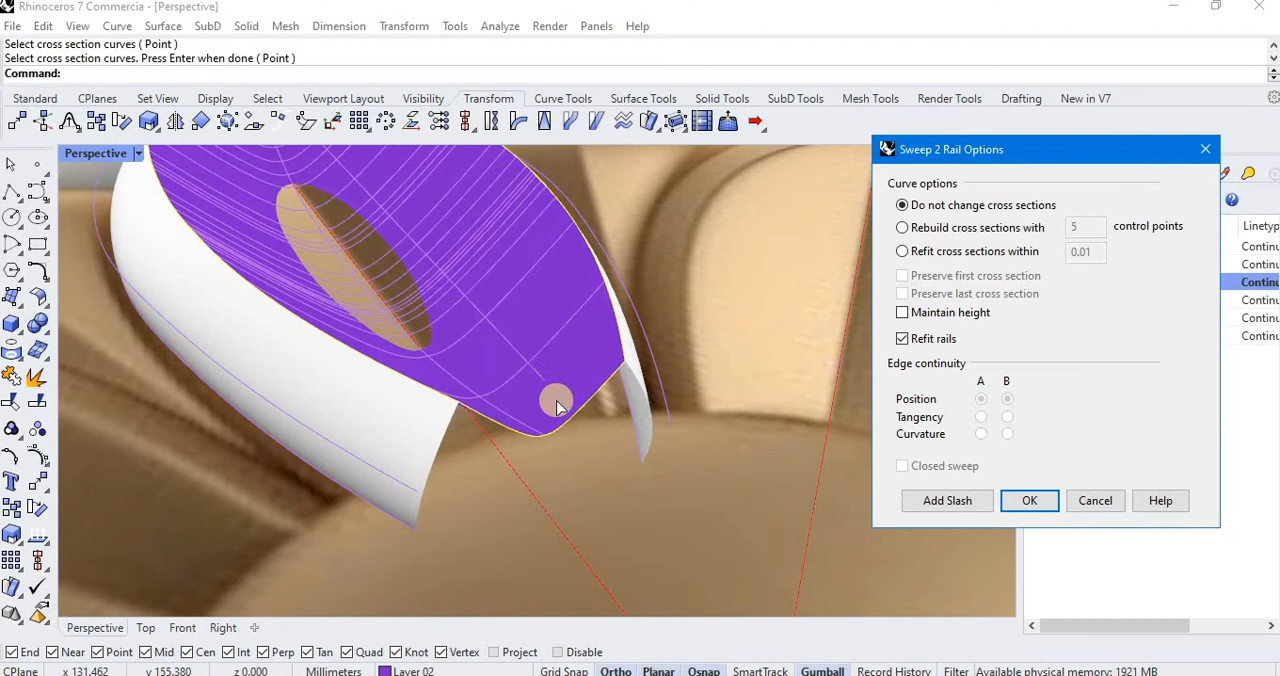 Rhinoceros 7 Commercia - [Perspective]
File Edit View Curve Surface SubD Solid Mesh Dimension Transform Tools Analyze Render Panels Help
Select cross section curves ( Point )
Select cross section curves. Press Enter when done ( Point )
Command:
Standard CPlanes Set View Display Select Viewport Layout Visibility Transform Curve Tools Surface Tools Solid Tools SubD Tools Mesh Tools Render Tools Drafting New in V7
Perspective
Sweep 2 Rail Options
Curve options
Do not change cross sections
Rebuild cross sections with 5 control points
Refit cross sections within 0.01
Preserve first cross section
Preserve last cross section
Maintain height
Refit rails
Edge continuity
A B
Position
Tangency
Curvature
Closed sweep
Add Slash OK Cancel Help
Linetyp
Continu
Continu
Continu
Continu
Continu
Continu
Perspective Top Front Right
End Near Point Mid Cen Int Perp Tan Quad Knot Vertex Project Disable
CPlane x 131.462 y 155.380 z 0.000 Millimeters Layer 02 Grid Snap Ortho Planar Osnap SmartTrack Gumball Record History Filter Available physical memory: 1921 MB